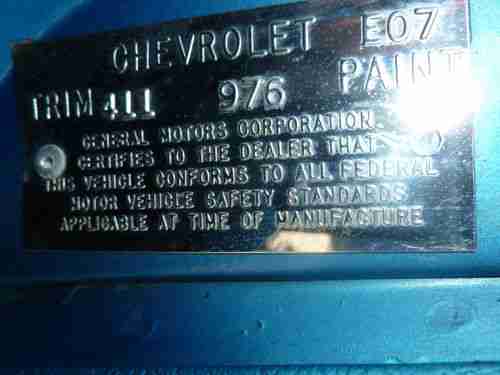 CHEVROLET E07
TRIM 411 976 PAINT
GENERAL MOTORS CORPORATION
CERTIFIES TO THE DEALER THAT
THIS VEHICLE CONFORMS TO ALL FEDERAL
MOTOR VEHICLE SAFETY STANDARDS
APPLICABLE AT TIME OF MANUFACTURE